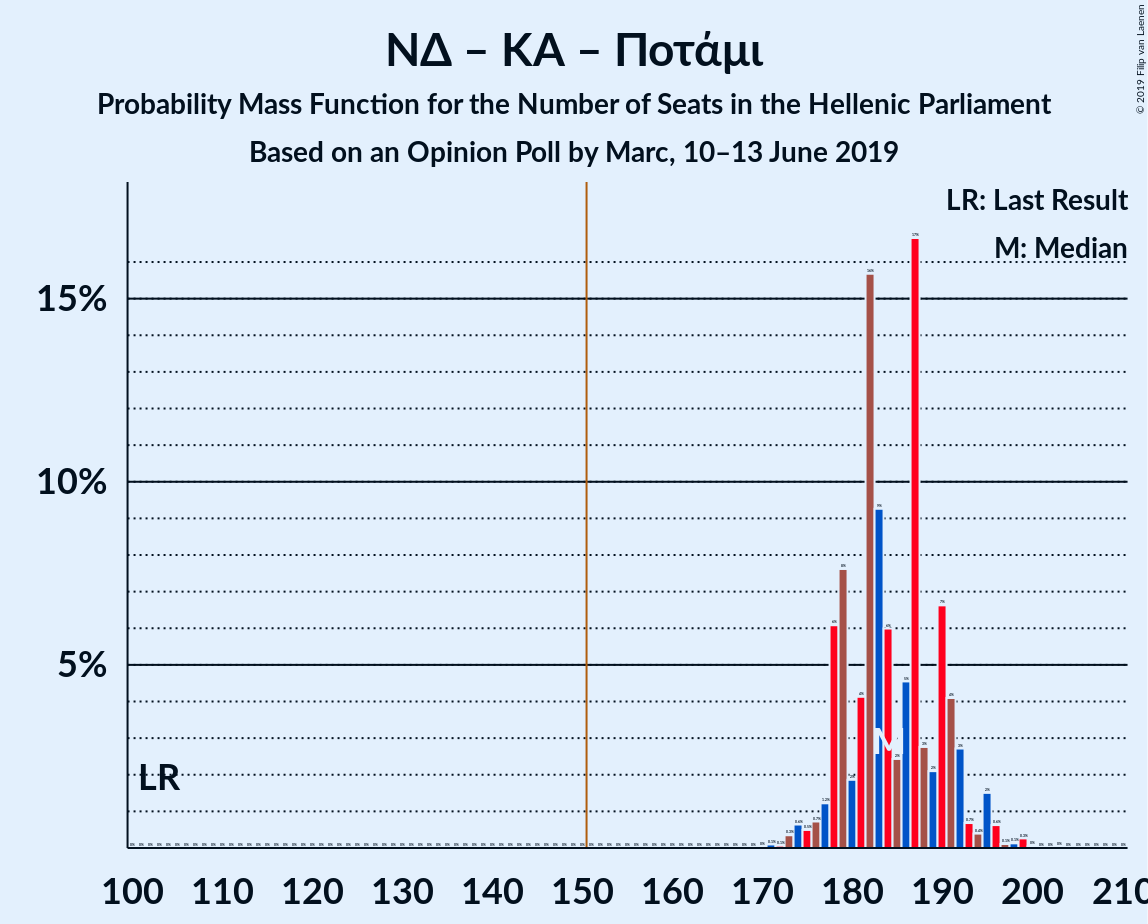 ΝΔ – ΚΑ – Ποτάμι
Probability Mass Function for the Number of Seats in the Hellenic Parliament
Based on an Opinion Poll by Marc, 10–13 June 2019
© 2019 Filip van Laenen
LR: Last Result
M: Median
15%
10%
5%
LR
M
100 110 120 130 140 150 160 170 180 190 200 210